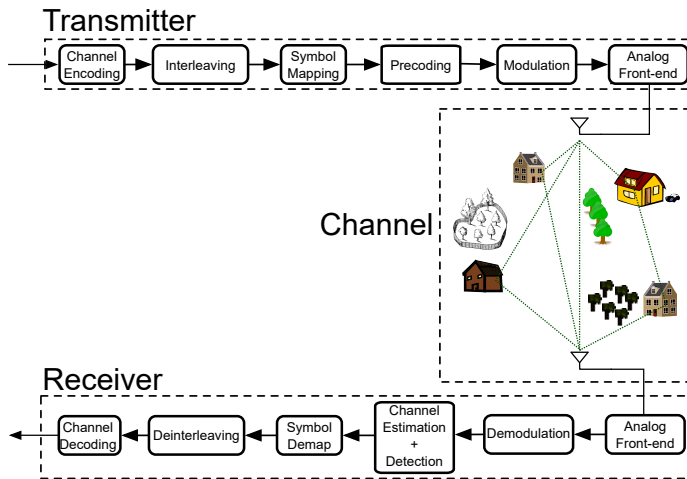 Transmitter
Channel
Encoding
Interleaving
Symbol
Mapping
Precoding
Modulation
Analog
Front-end
Channel
Receiver
Channel
Decoding
Deinterleaving
Symbol
Demap
Channel
Estimation
+
Detection
Demodulation
Analog
Front-end